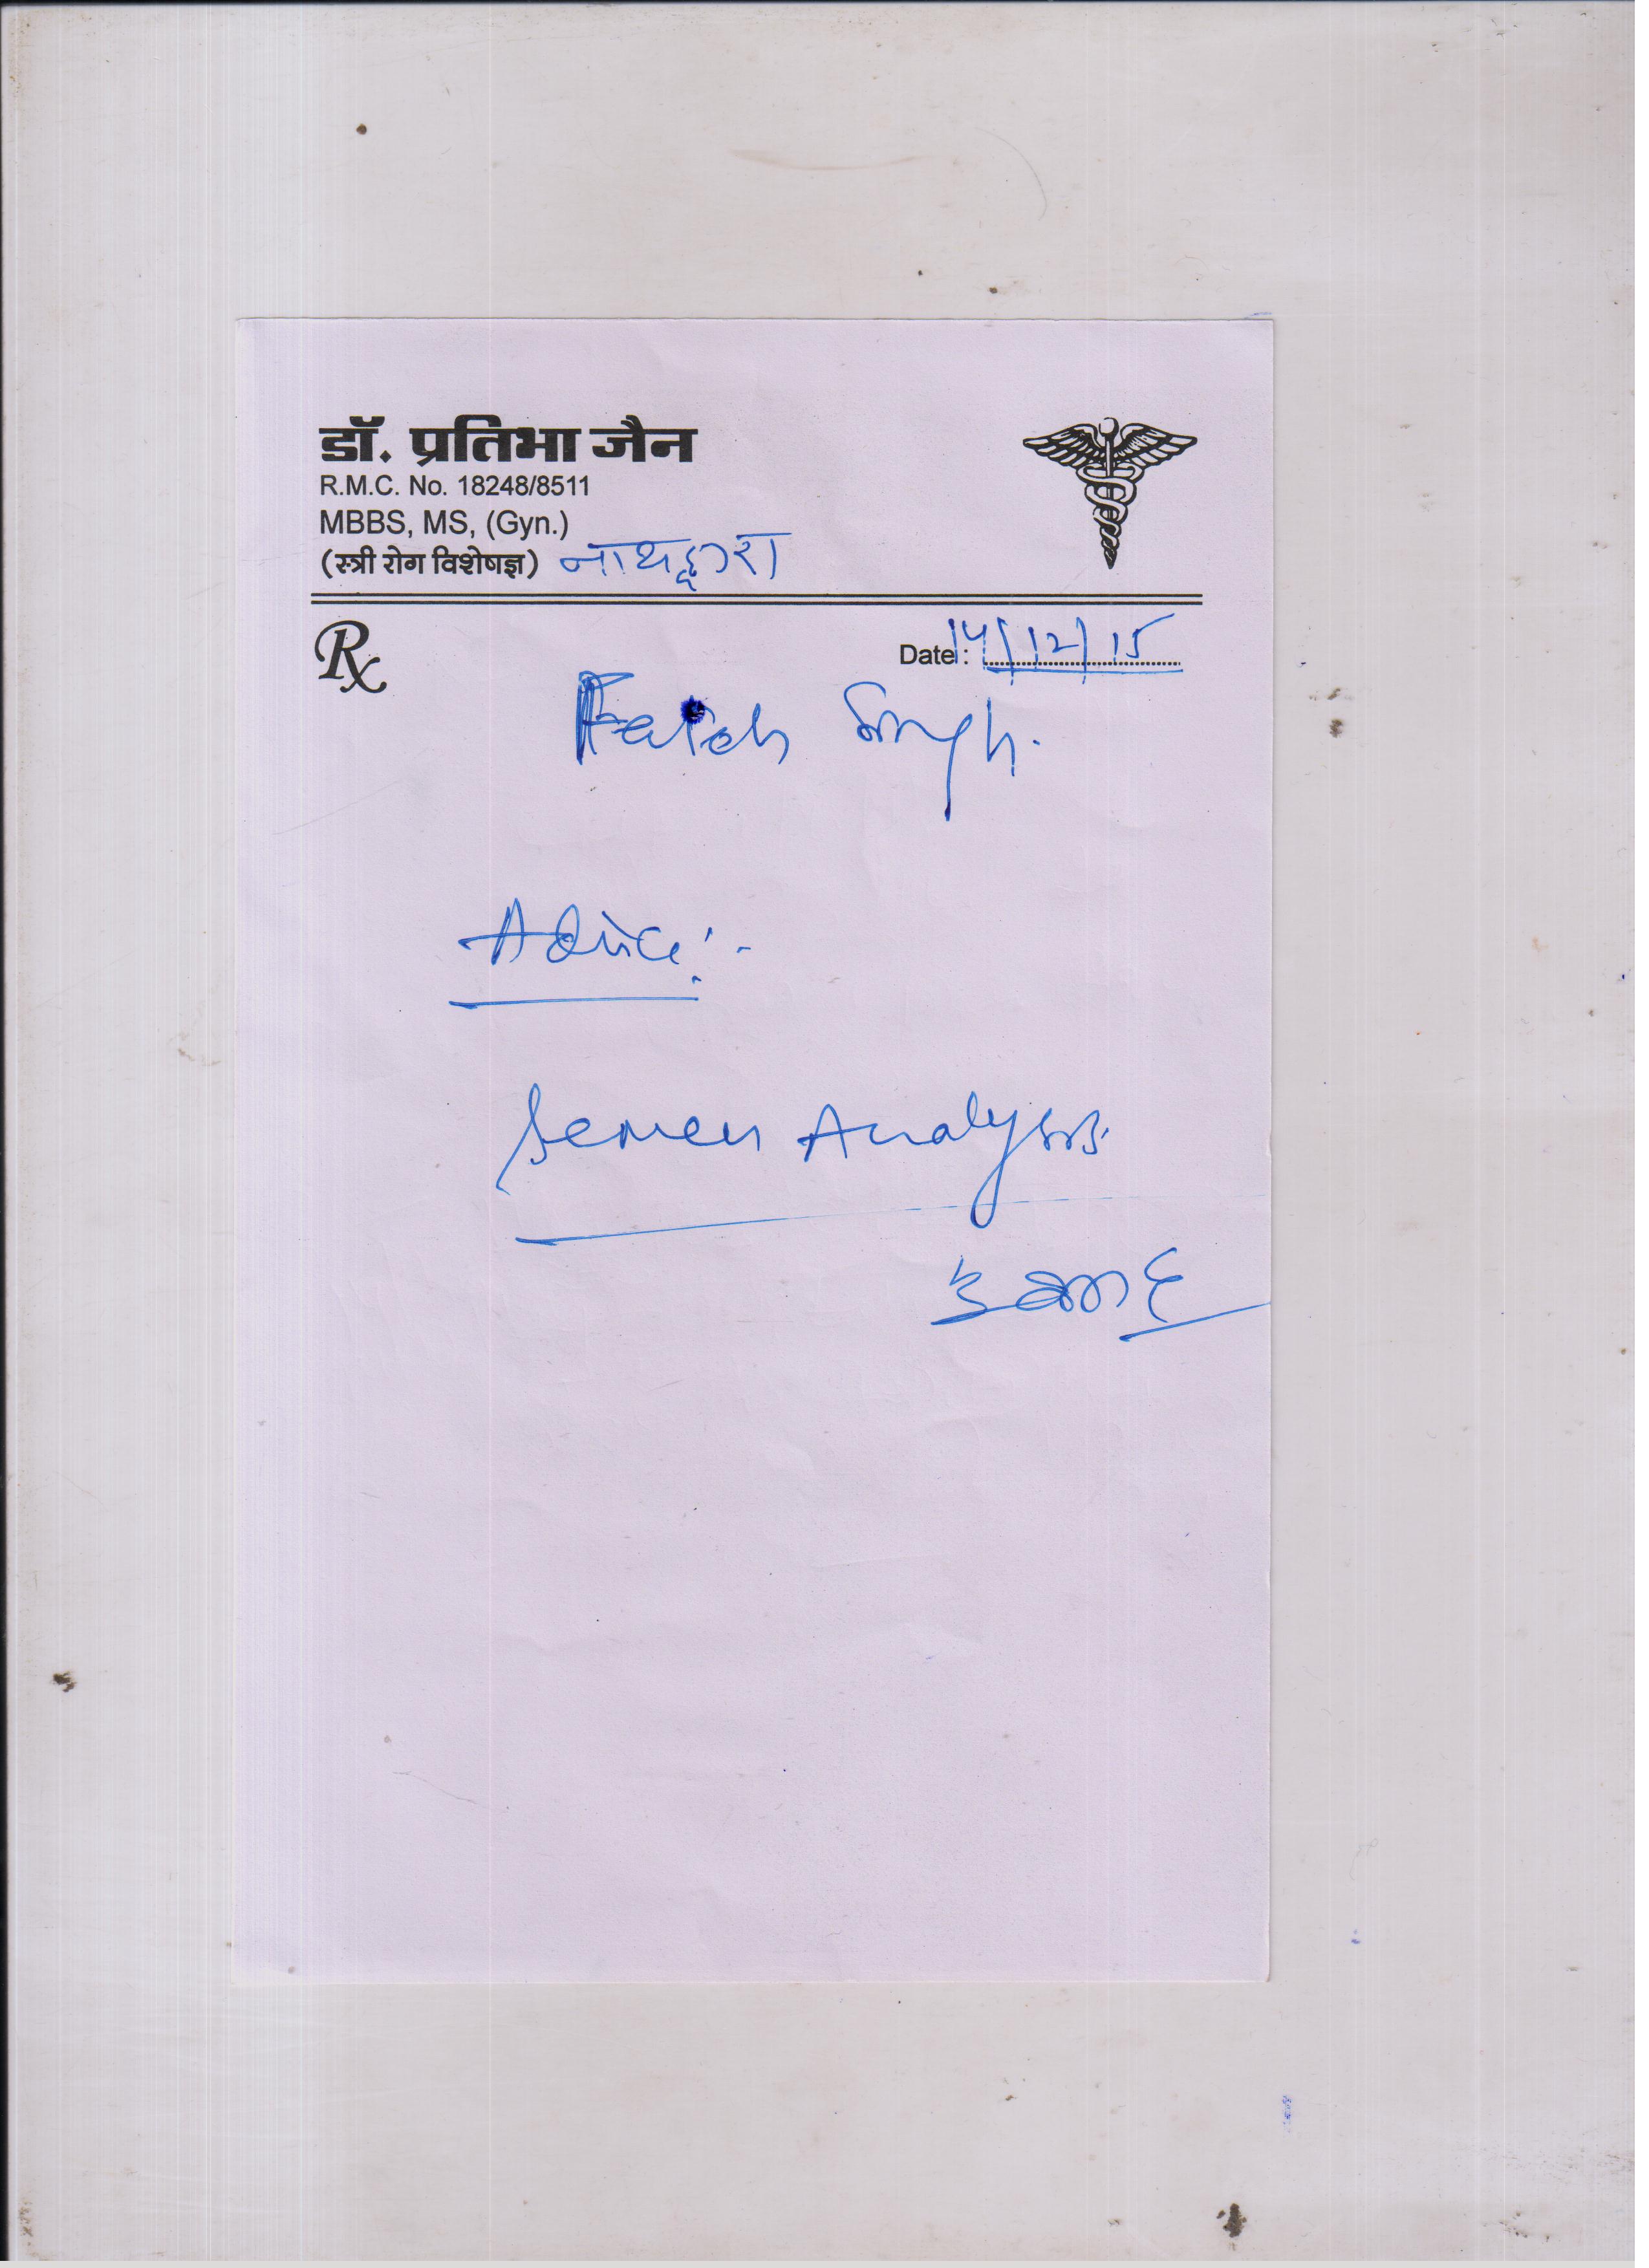 डॉ. प्रतिभा जैन
R.M.C. No. 18248/8511
MBBS, MS, (Gyn.)
(स्त्री रोग विशेषज्ञ) नाथद्वारा
Rx
Date : 14/12/15
Fateh Singh.
Advice :-
Semen Analysis